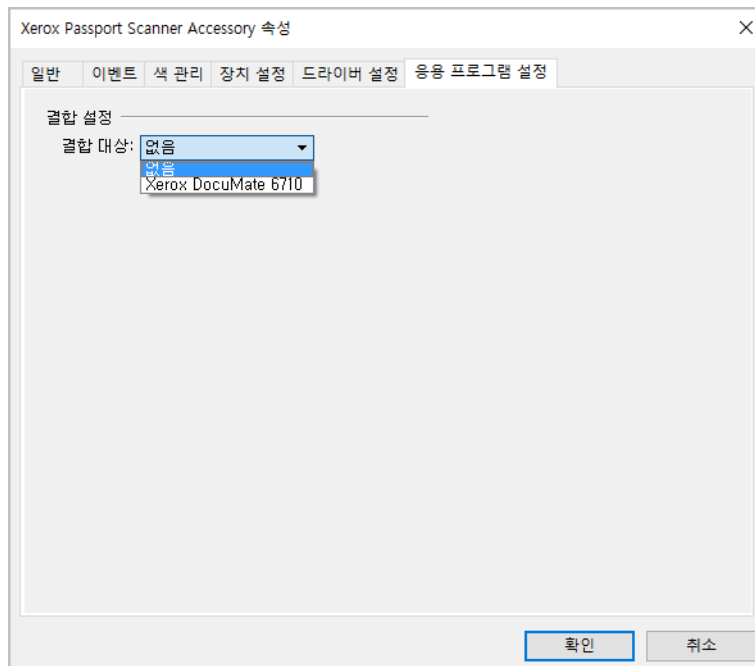 Xerox Passport Scanner Accessory 속성
일반 이벤트 색 관리 장치 설정 드라이버 설정 응용 프로그램 설정
결합 설정
결합 대상: 없음
없음
Xerox DocuMate 6710
확인 취소